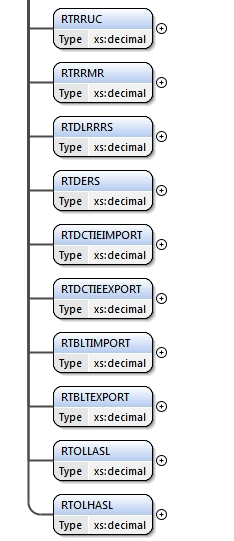 RTRRUC
Type xs:decimal
RTRRMR
Type xs:decimal
RTDLRRRS
Type xs:decimal
RTDERS
Type xs:decimal
RTDCTIEIMPORT
Type xs:decimal
RTDCTIEEXPORT
Type xs:decimal
RTBLTIMPORT
Type xs:decimal
RTBLTEXPORT
Type xs:decimal
RTOLLASL
Type xs:decimal
RTOLHASL
Type xs:decimal